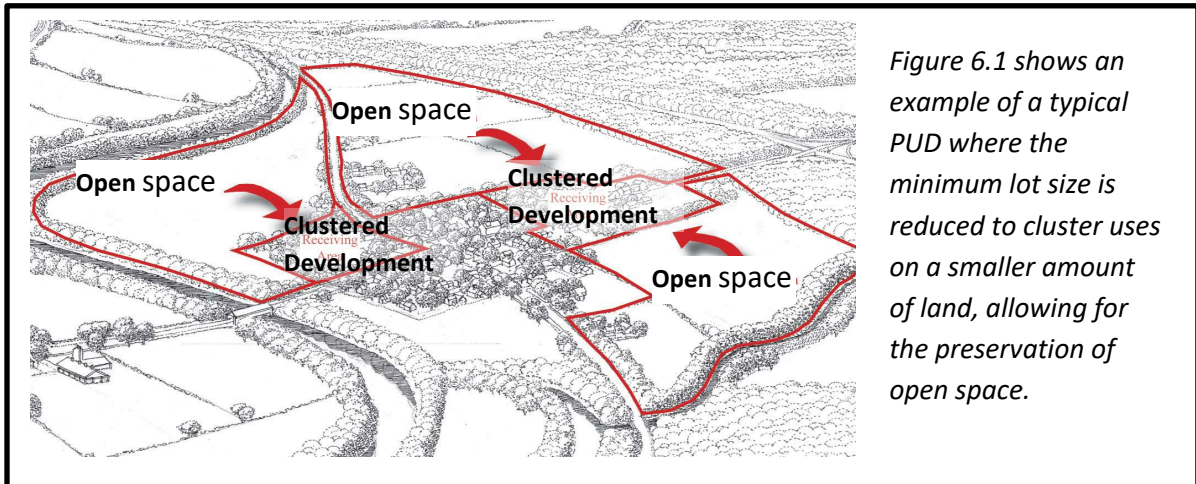 Open space
Open space
Clustered
Receiving
Development
Clustered
Receiving
Area
Development
Open space
Figure 6.1 shows an
example of a typical
PUD where the
minimum lot size is
reduced to cluster uses
on a smaller amount
of land, allowing for
the preservation of
open space.